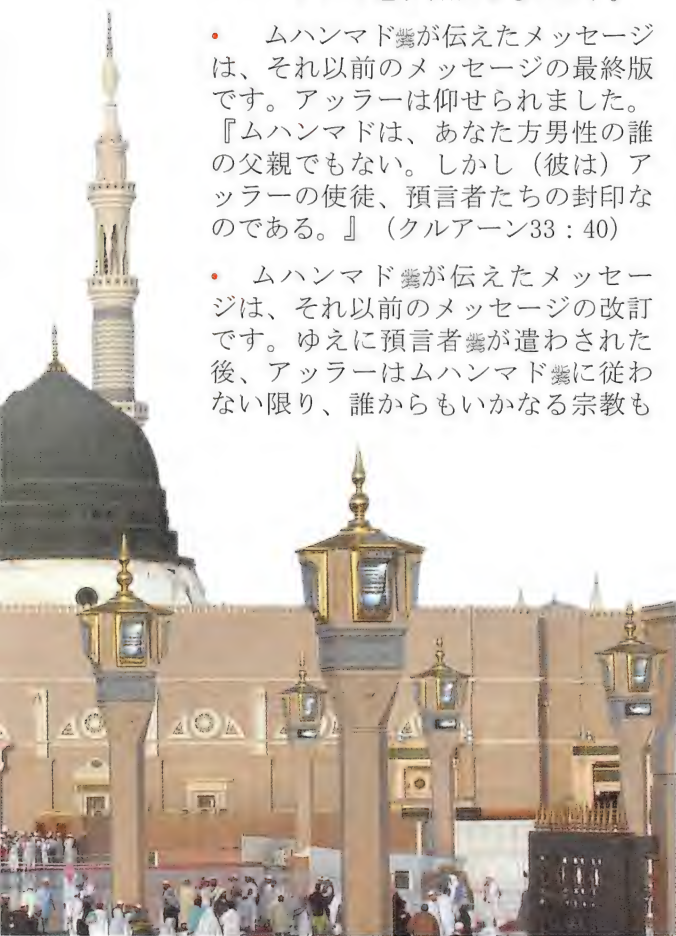 • ムハンマドﷺが伝えたメッセージ
は、それ以前のメッセージの最終版
です。アッラーは仰せられました。
『ムハンマドは、あなた方男性の誰
の父親でもない。しかし（彼は）ア
ッラーの使徒、預言者たちの封印な
のである。』（クルアーン33：40）
• ムハンマドﷺが伝えたメッセー
ジは、それ以前のメッセージの改訂
です。ゆえに預言者ﷺが遣わされた
後、アッラーはムハンマドﷺに従わ
ない限り、誰からもいかなる宗教も